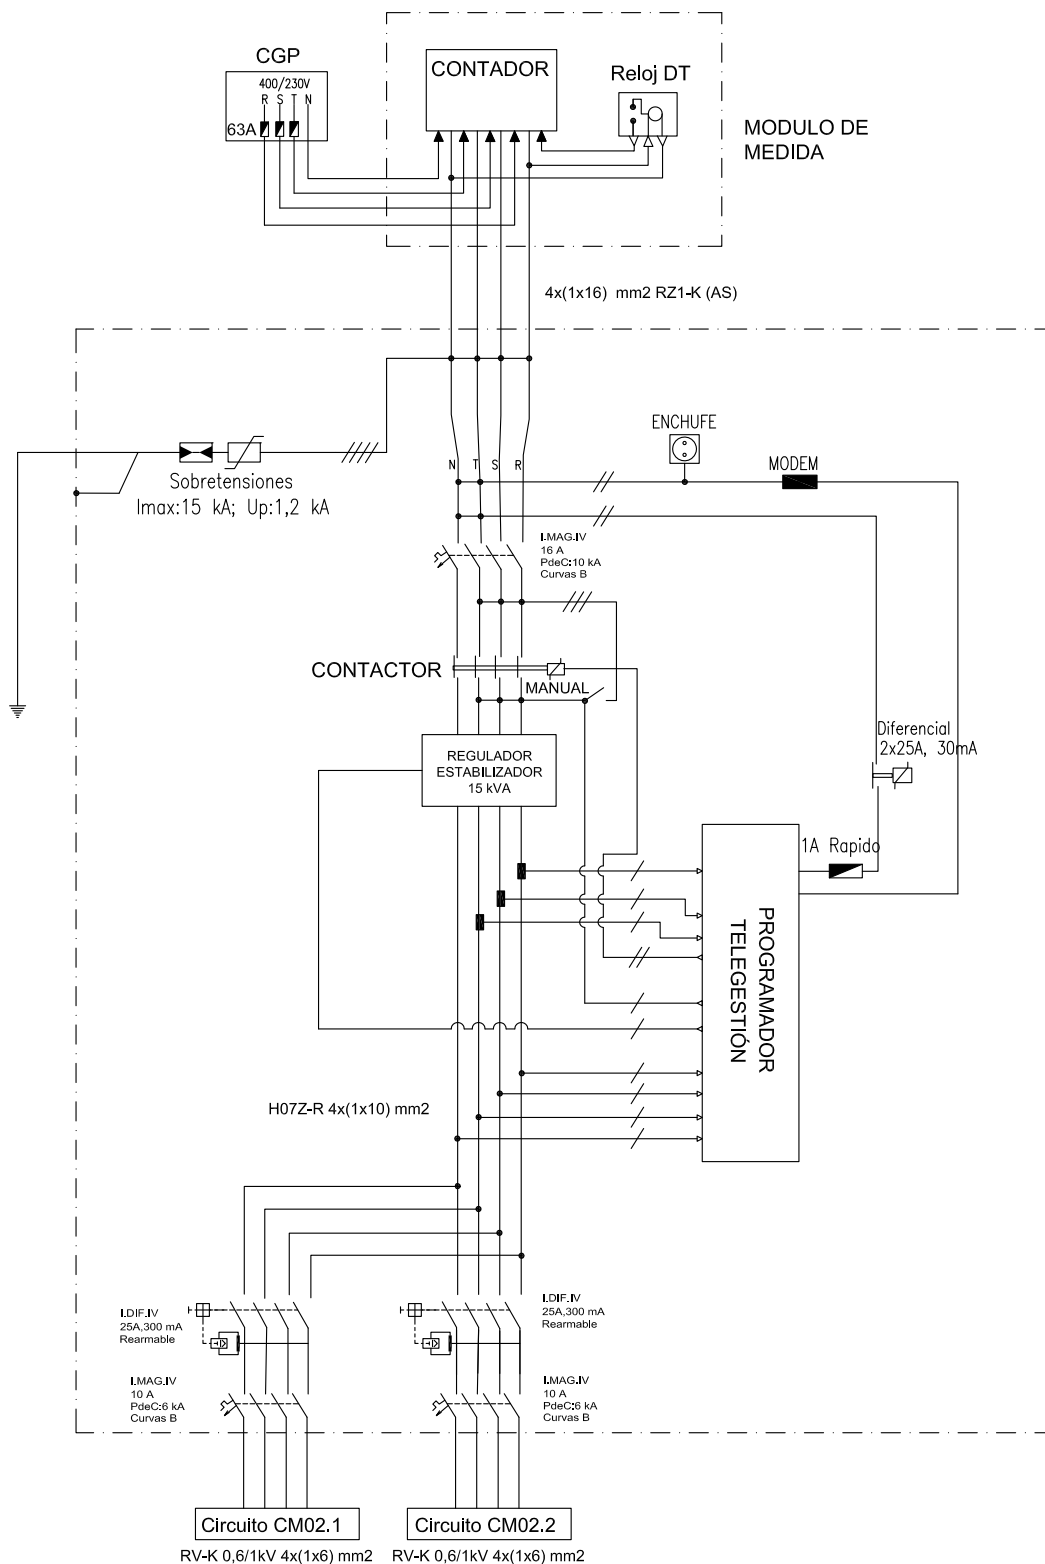 CGP
400/230V
R S T N
63A
CONTADOR
Reloj DT
MODULO DE
MEDIDA
4x(1x16) mm2 RZ1-K (AS)
ENCHUFE
MODEM
Sobretensiones
Imax:15 kA; Up:1,2 kA
N T S R
I.MAG.IV
16 A
PdeC:10 kA
Curvas B
CONTACTOR
MANUAL
REGULADOR
ESTABILIZADOR
15 kVA
Diferencial
2x25A, 30mA
1A Rapido
PROGRAMADOR
TELEGESTIÓN
H07Z-R 4x(1x10) mm2
I.DIF.IV
25A,300 mA
Rearmable
I.DIF.IV
25A,300 mA
Rearmable
I.MAG.IV
10 A
PdeC:6 kA
Curvas B
I.MAG.IV
10 A
PdeC:6 kA
Curvas B
Circuito CM02.1
Circuito CM02.2
RV-K 0,6/1kV 4x(1x6) mm2
RV-K 0,6/1kV 4x(1x6) mm2